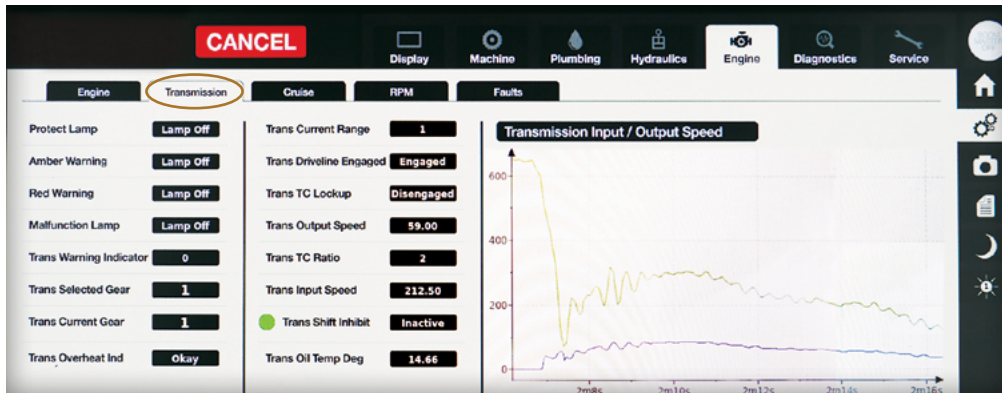 CANCEL
Display Machine Plumbing Hydraulics Engine Diagnostics Service
Engine Transmission Cruise RPM Faults
Protect Lamp Lamp Off
Amber Warning Lamp Off
Red Warning Lamp Off
Malfunction Lamp Lamp Off
Trans Warning Indicator 0
Trans Selected Gear 1
Trans Current Gear 1
Trans Overheat Ind Okay
Trans Current Range 1
Trans Driveline Engaged Engaged
Trans TC Lockup Disengaged
Trans Output Speed 59.00
Trans TC Ratio 2
Trans Input Speed 212.50
Trans Shift Inhibit Inactive
Trans Oil Temp Deg 14.66
Transmission Input / Output Speed
600
400
200
0
2m8s 2m10s 2m12s 2m14s 2m16s
1